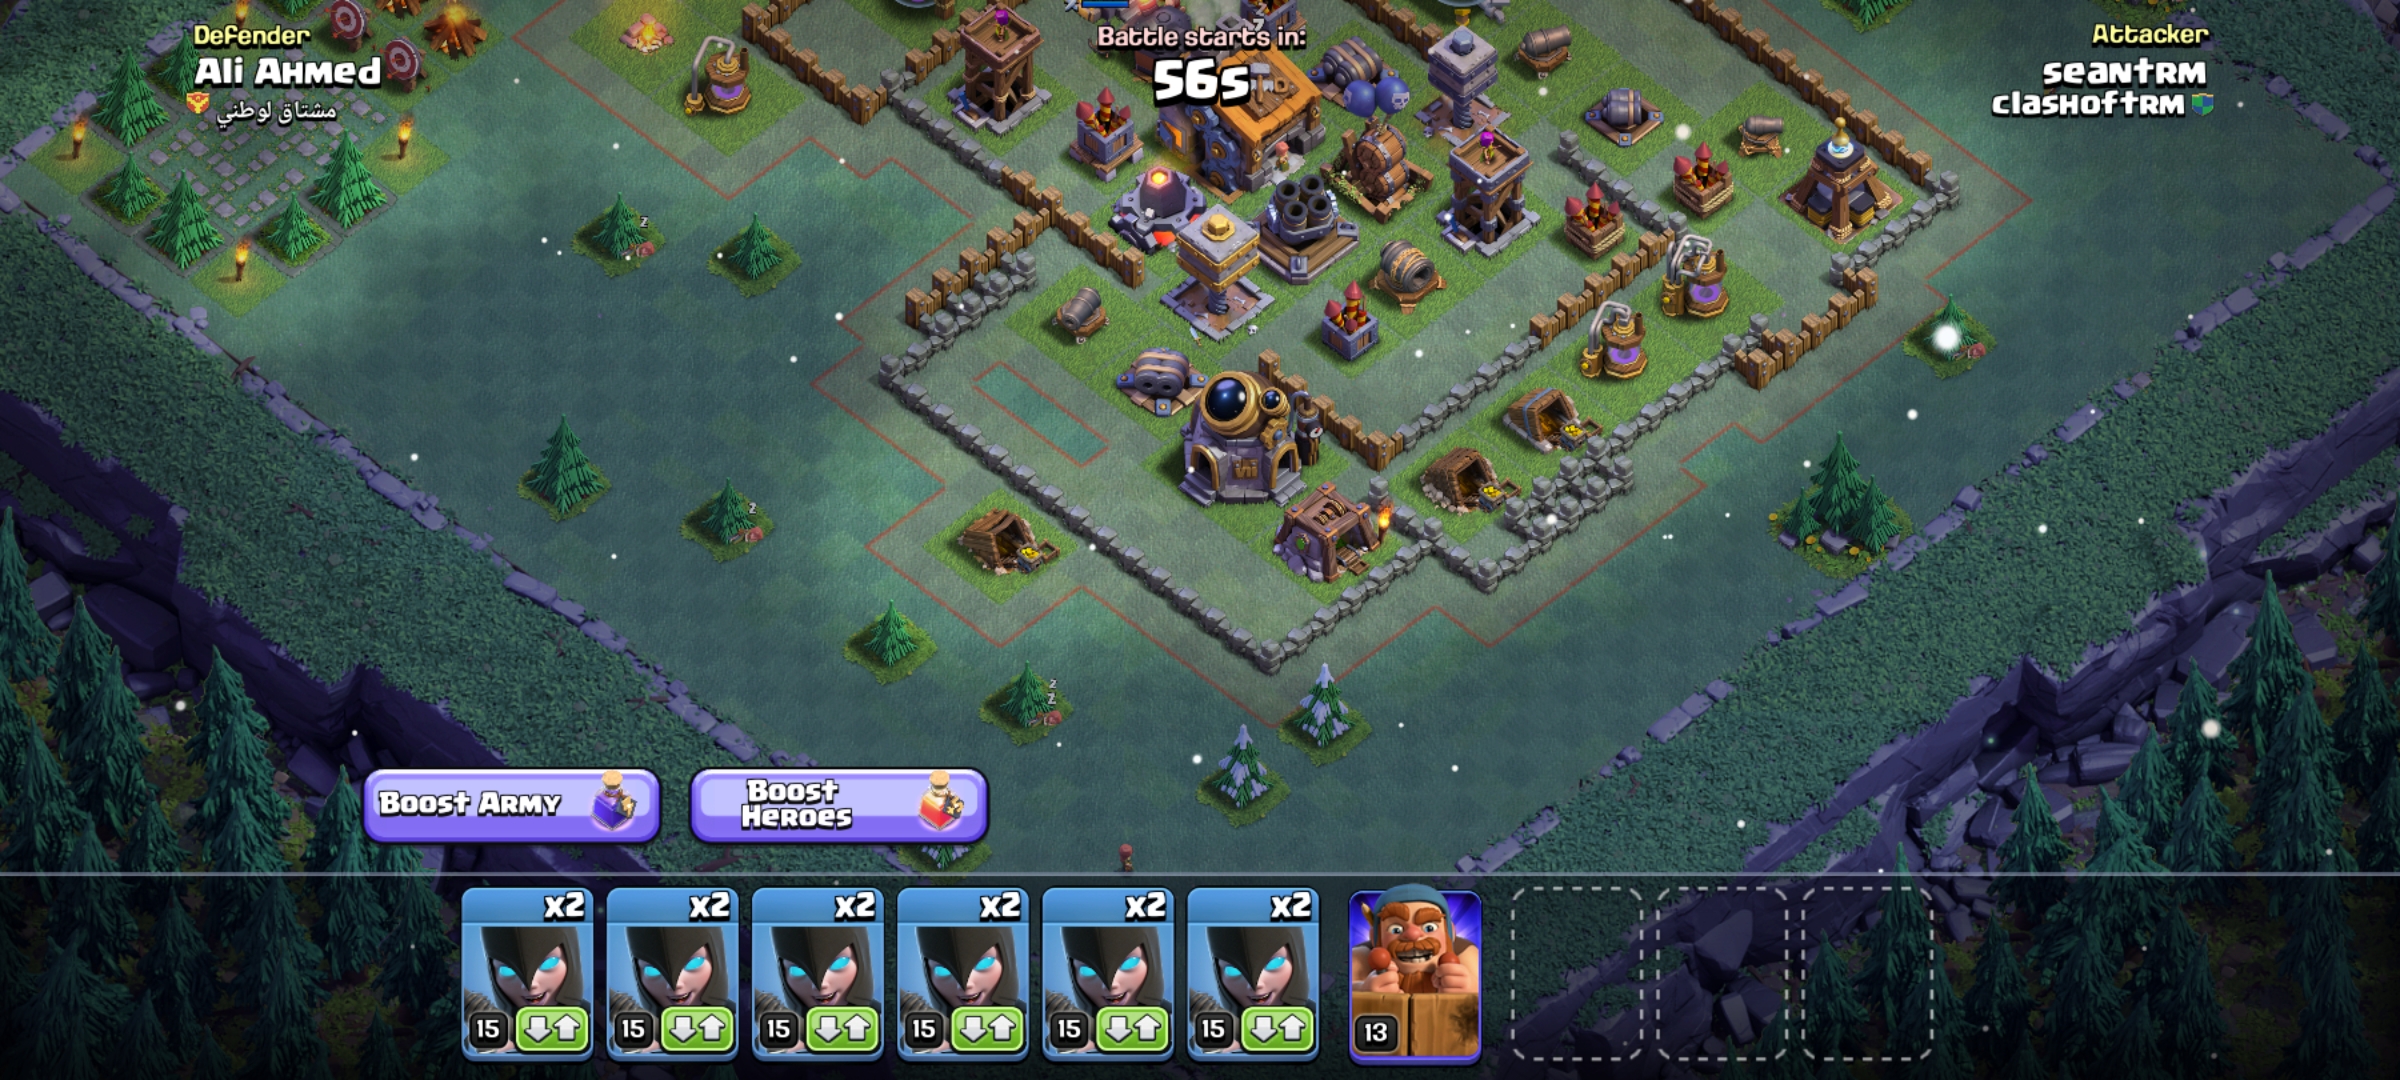 Defender
Ali Ahmed
مشتاق لوطني
Battle starts in:
56s
Attacker
seantrm
clashoftrm
Boost Army
Boost
Heroes
x2
x2
x2
x2
x2
x2
15
15
15
15
15
15
13